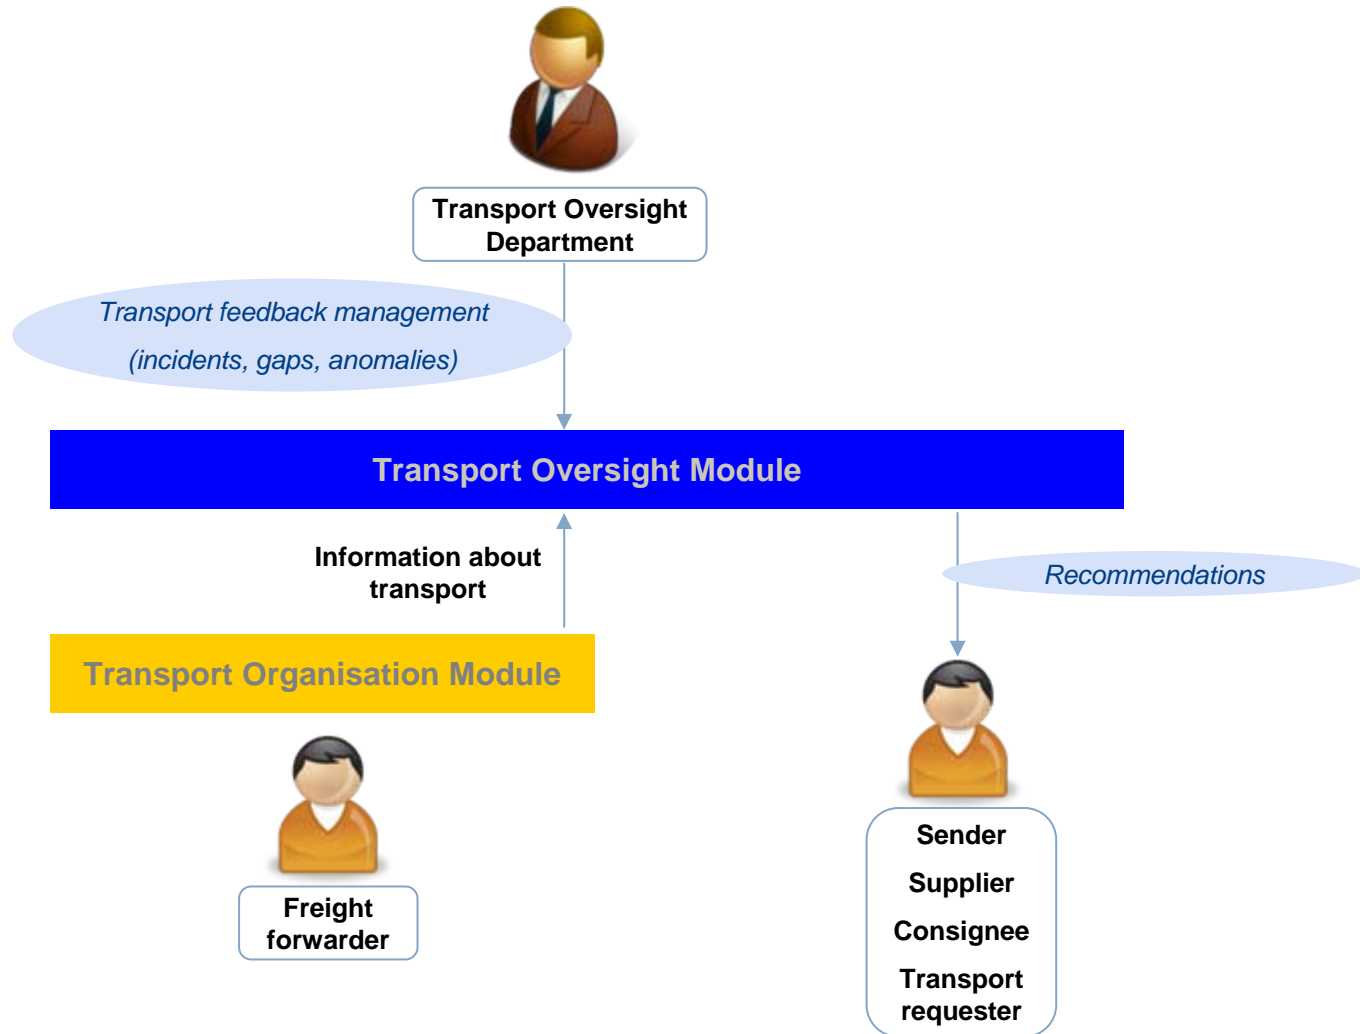 Transport Oversight
Department
Transport feedback management
(incidents, gaps, anomalies)
Transport Oversight Module
Information about
transport
Recommendations
Transport Organisation Module
Freight
forwarder
Sender
Supplier
Consignee
Transport
requester